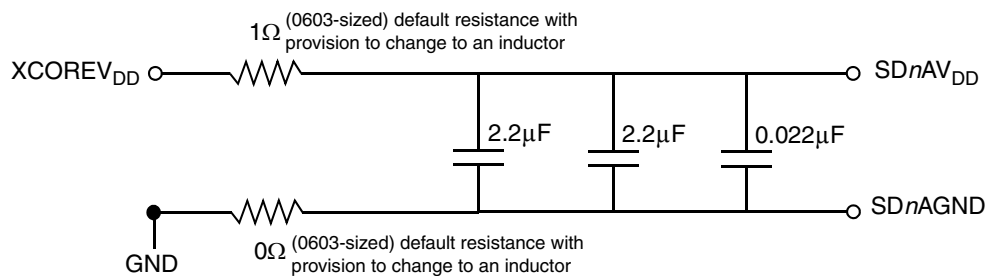 1Ω (0603-sized) default resistance with
provision to change to an inductor
XCOREVDD
SDnAVDD
2.2μF
2.2μF
0.022μF
SDnAGND
GND
0Ω (0603-sized) default resistance with
provision to change to an inductor